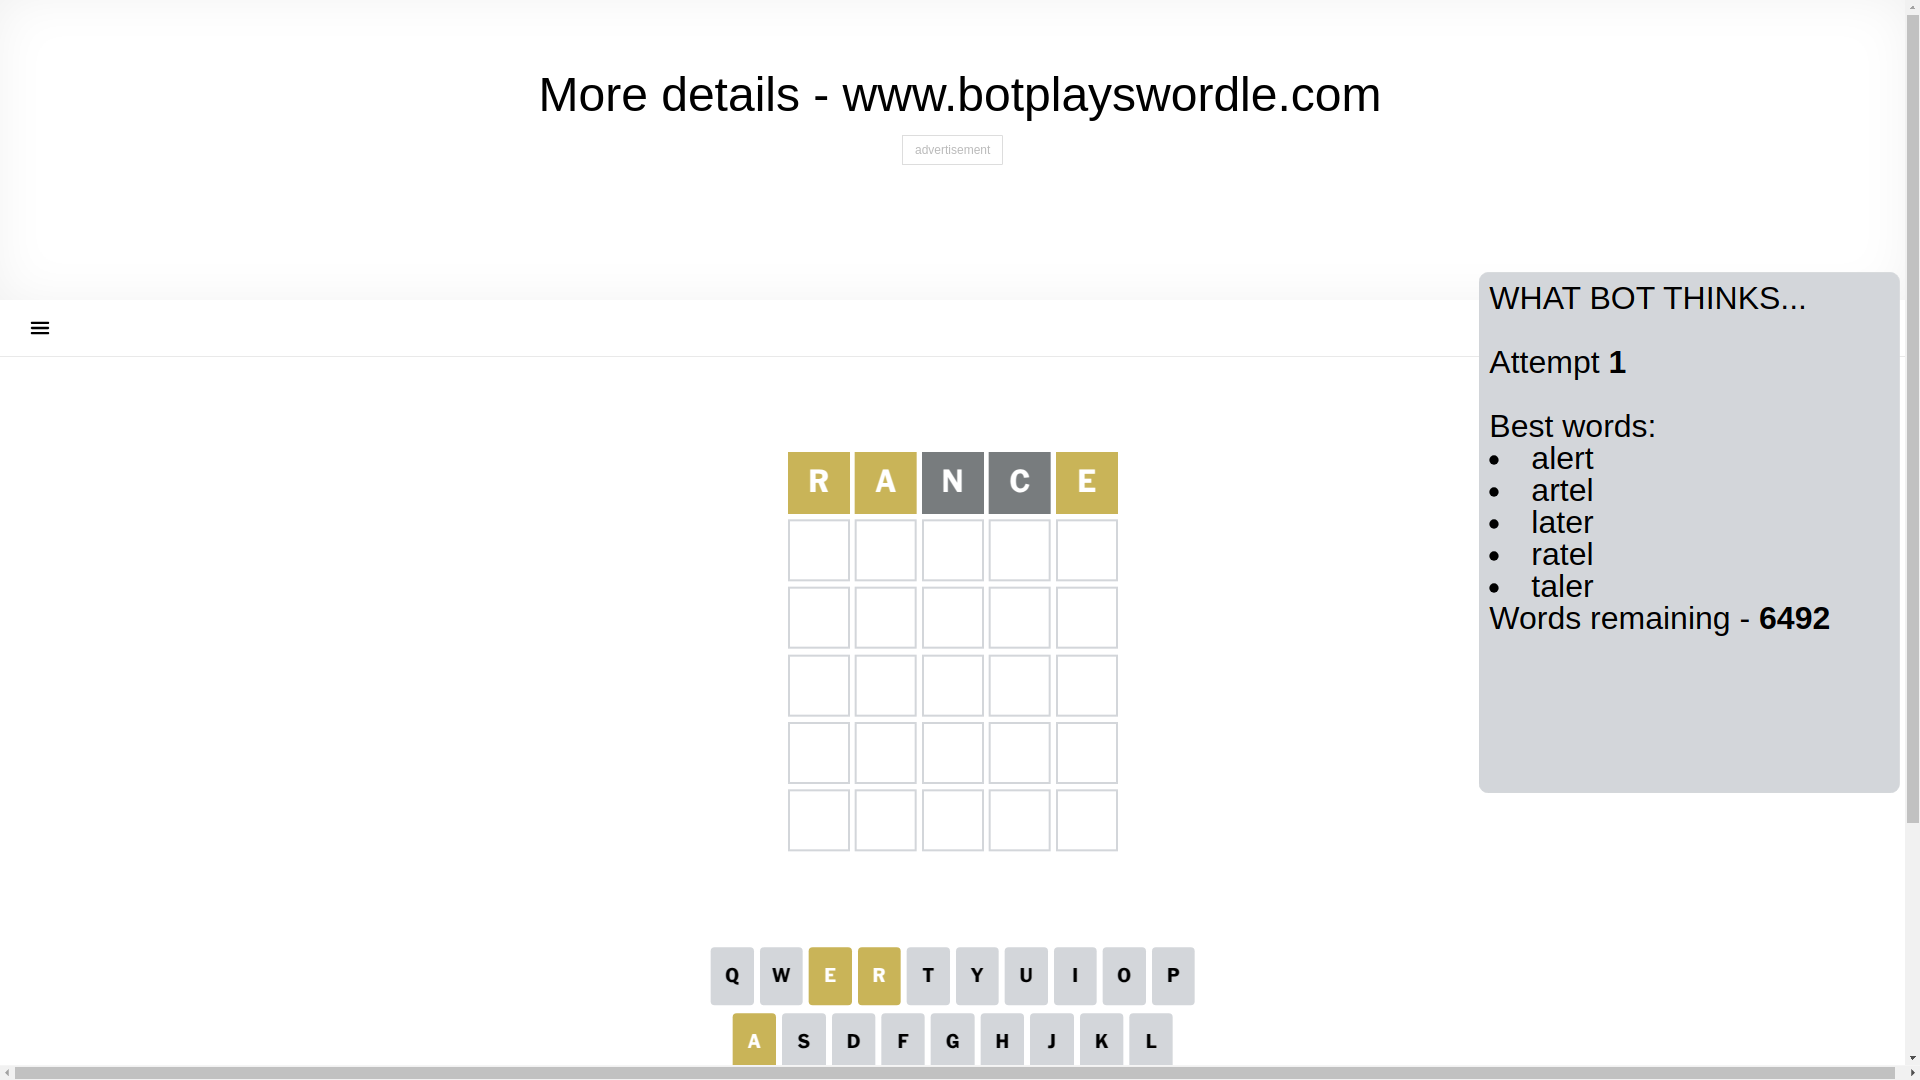 More details - www.botplayswordle.com
advertisement
WHAT BOT THINKS...
Attempt 1
Best words:
alert
artel
later
ratel
taler
Words remaining - 6492
R A N C E
Q W E R T Y U I O P
A S D F G H J K L